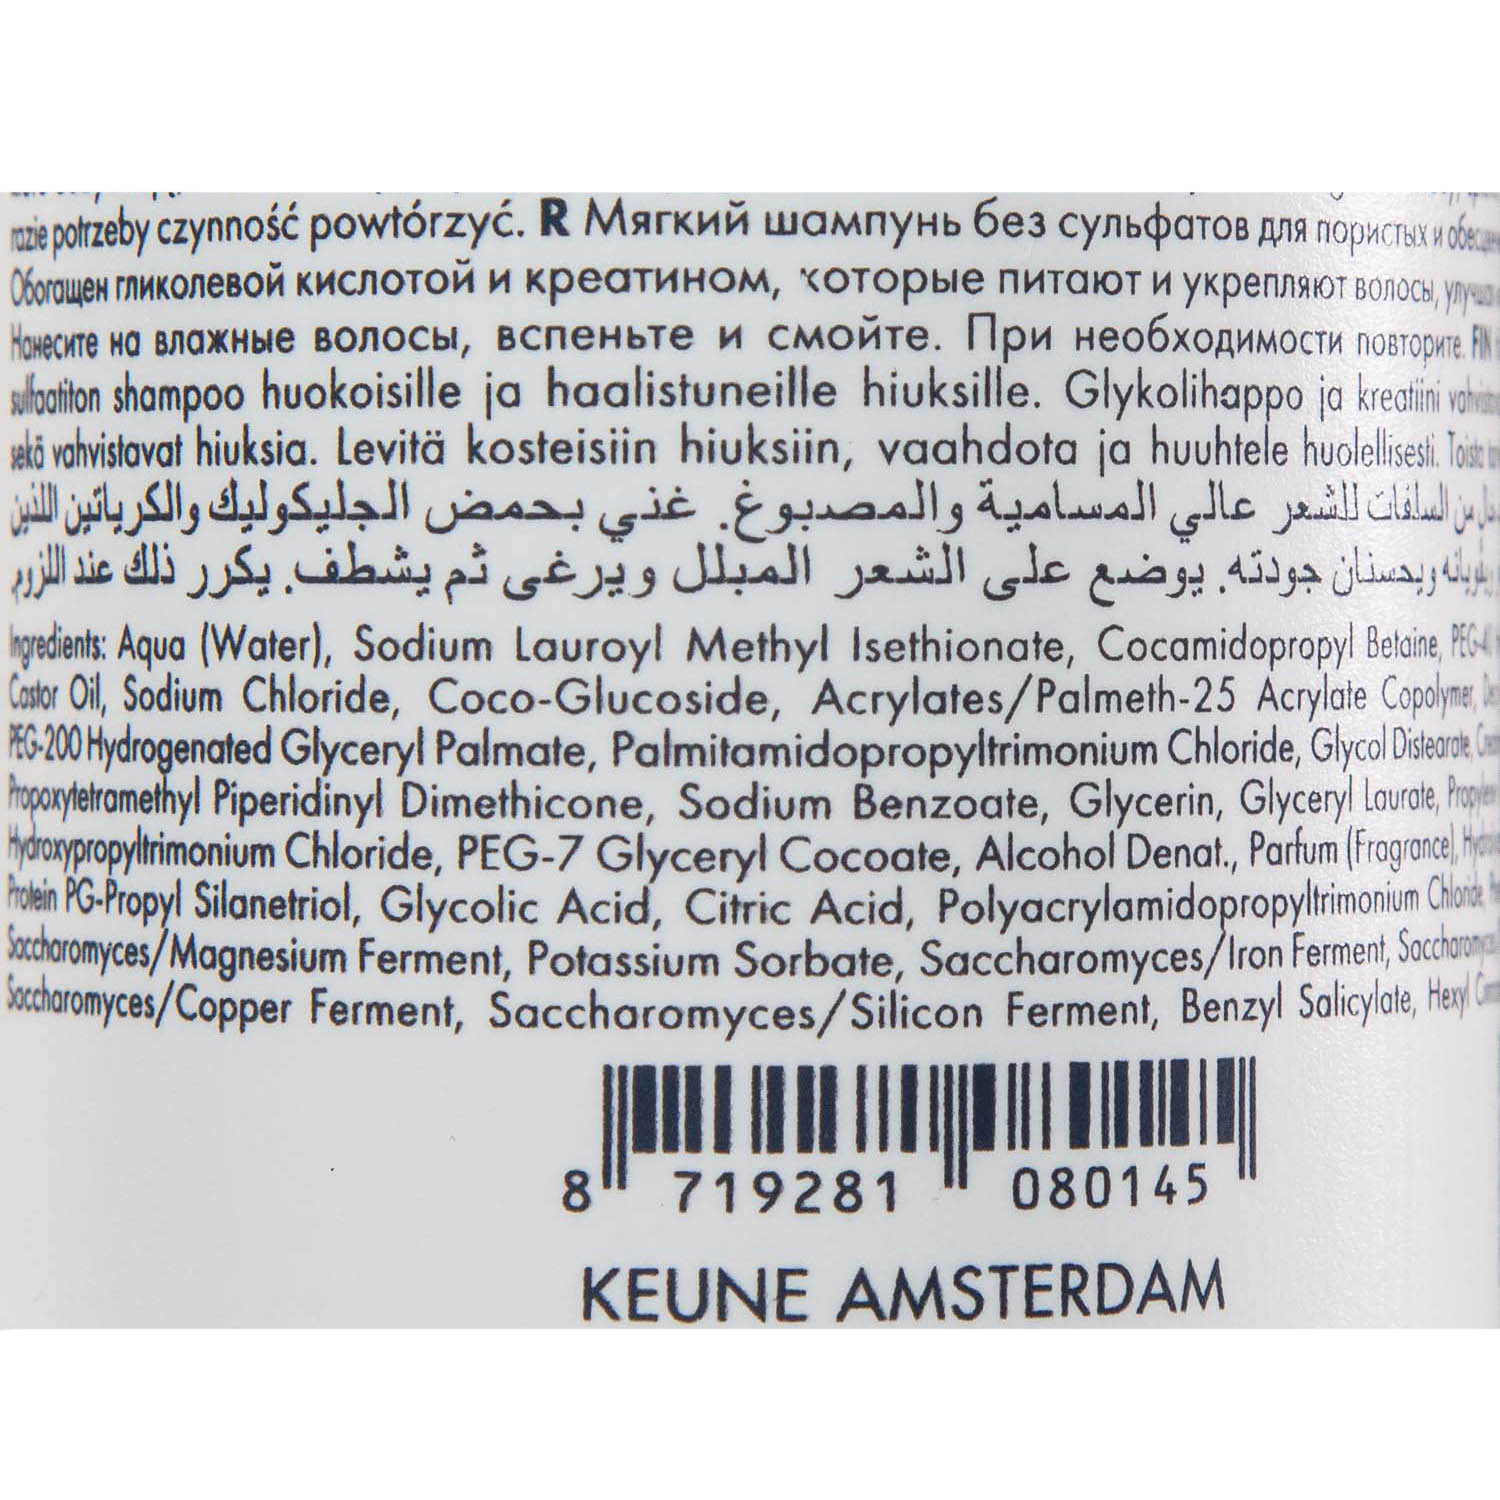 razie potrzeby czynność powtórzyć. R Мягкий шампунь без сульфатов для пористых и
Обогащен гликолевой кислотой и креатином, которые питают и укрепляют волосы,
Нанесите на влажные волосы, вспеньте и смойте. При необходимости повторите. FIN
sulfaatiton shampoo huokoisille ja haalistuneille hiuksille. Glykolihappo ja kreatiini
sekä vahvistavat hiuksia. Levitä kosteisiin hiuksiin, vaahdota ja huuhtele huolellisesti. Toista
من السلفات للشعر عالي المسامية والمصبوغ. غني بحمض الجليكوليك والكرياتين اللذين
ويحسنان جودته. يوضع على الشعر المبلل ويرغى ثم يشطف. يكرر ذلك عند اللزوم
Ingredients: Aqua (Water), Sodium Lauroyl Methyl Isethionate, Cocamidopropyl Betaine,
Castor Oil, Sodium Chloride, Coco-Glucoside, Acrylates/Palmeth-25 Acrylate Copolymer,
PEG-200 Hydrogenated Glyceryl Palmate, Palmitamidopropyltrimonium Chloride, Glycol Distearate,
Propoxytetramethyl Piperidinyl Dimethicone, Sodium Benzoate, Glycerin, Glyceryl Laurate,
Hydroxypropyltrimonium Chloride, PEG-7 Glyceryl Cocoate, Alcohol Denat., Parfum (Fragrance),
Protein PG-Propyl Silanetriol, Glycolic Acid, Citric Acid, Polyacrylamidopropyltrimonium Chloride,
Saccharomyces/Magnesium Ferment, Potassium Sorbate, Saccharomyces/Iron Ferment,
Saccharomyces/Copper Ferment, Saccharomyces/Silicon Ferment, Benzyl Salicylate, Hexyl
8 719281 080145
KEUNE AMSTERDAM